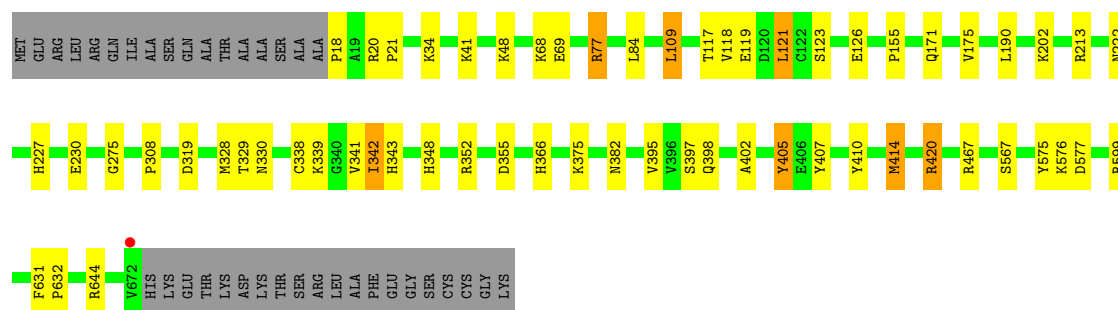 MET GLU ARG LEU ARG GLN ILE ALA SER GLN ALA THR ALA ALA SER ALA ALA P18 A19 R20 P21 K34 K41 K48 K68 E69 R77 L84 L109 T117 V118 E119 D120 L121 C122 S123 E126 P155 Q171 V175 L190 K202 R213 N222
H227 E230 G275 P308 D319 M328 T329 N330 C338 K339 G340 V341 I342 H343 H348 R352 D355 H366 K375 N382 V395 V396 S397 Q398 A402 Y405 E406 Y407 Y410 M414 R420 R467 S567 Y575 K576 D577
F631 P632 R644 V672 HIS LYS GLU THR LYS ASP LYS THR SER ARG LEU ALA PHE GLU GLY SER CYS CYS GLY LYS